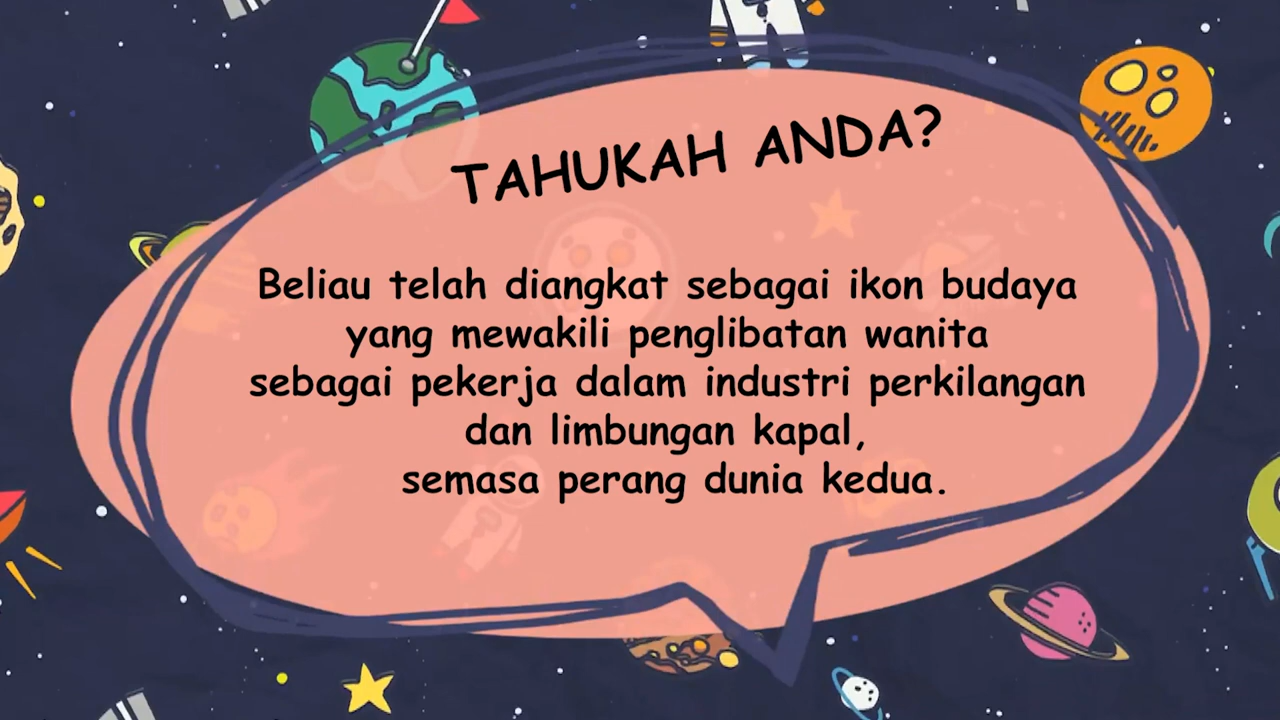 TAHUKAH ANDA?
Beliau telah diangkat sebagai ikon budaya
yang mewakili penglibatan wanita
sebagai pekerja dalam industri perkilangan
dan limbungan kapal,
semasa perang dunia kedua.